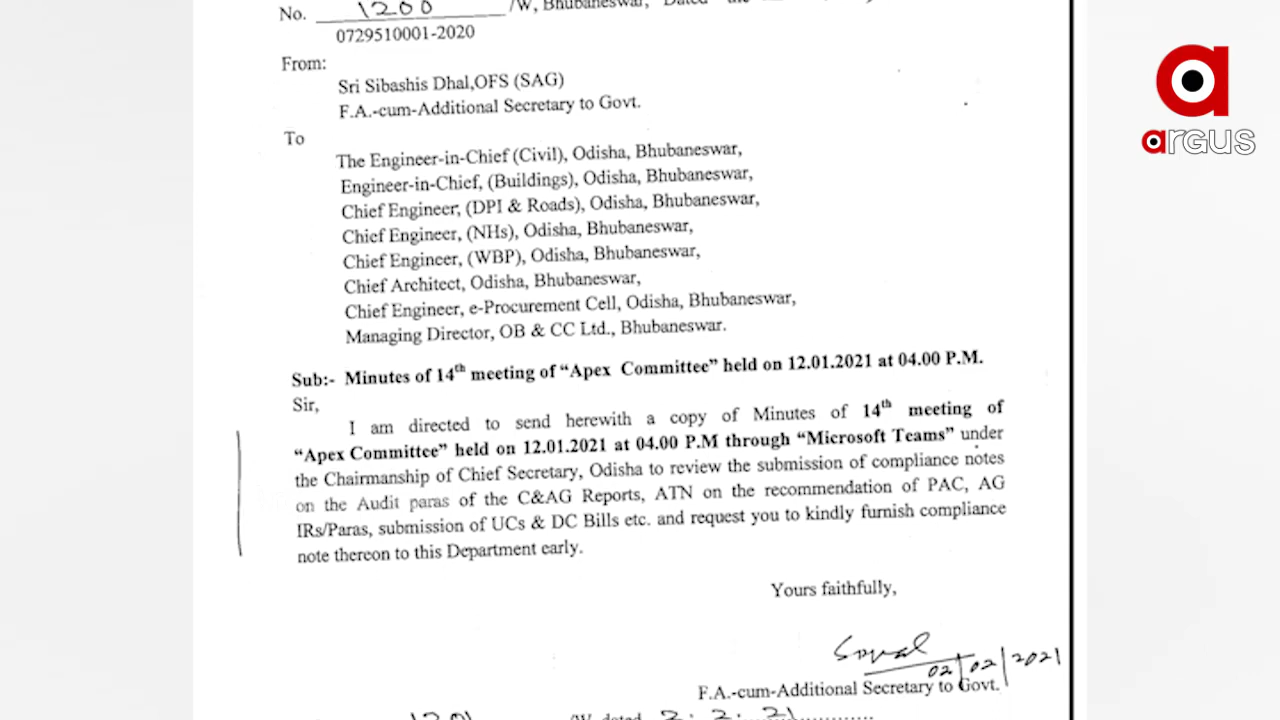 No. 1200 /W, Bhubaneswar, Dated the
0729510001-2020
From:
Sri Sibashis Dhal,OFS (SAG)
F.A.-cum-Additional Secretary to Govt.
To
The Engineer-in-Chief (Civil), Odisha, Bhubaneswar,
Engineer-in-Chief, (Buildings), Odisha, Bhubaneswar,
Chief Engineer, (DPI & Roads), Odisha, Bhubaneswar,
Chief Engineer, (NHs), Odisha, Bhubaneswar,
Chief Engineer, (WBP), Odisha, Bhubaneswar,
Chief Architect, Odisha, Bhubaneswar,
Chief Engineer, e-Procurement Cell, Odisha, Bhubaneswar,
Managing Director, OB & CC Ltd., Bhubaneswar.
Sub:- Minutes of 14th meeting of “Apex Committee” held on 12.01.2021 at 04.00 P.M.
Sir,
I am directed to send herewith a copy of Minutes of 14th meeting of
“Apex Committee” held on 12.01.2021 at 04.00 P.M through “Microsoft Teams” under
the Chairmanship of Chief Secretary, Odisha to review the submission of compliance notes
on the Audit paras of the C&AG Reports, ATN on the recommendation of PAC, AG
IRs/Paras, submission of UCs & DC Bills etc. and request you to kindly furnish compliance
note thereon to this Department early.
Yours faithfully,
02/02/2021
F.A.-cum-Additional Secretary to Govt.
1201 /W dated 2.2.21
argus